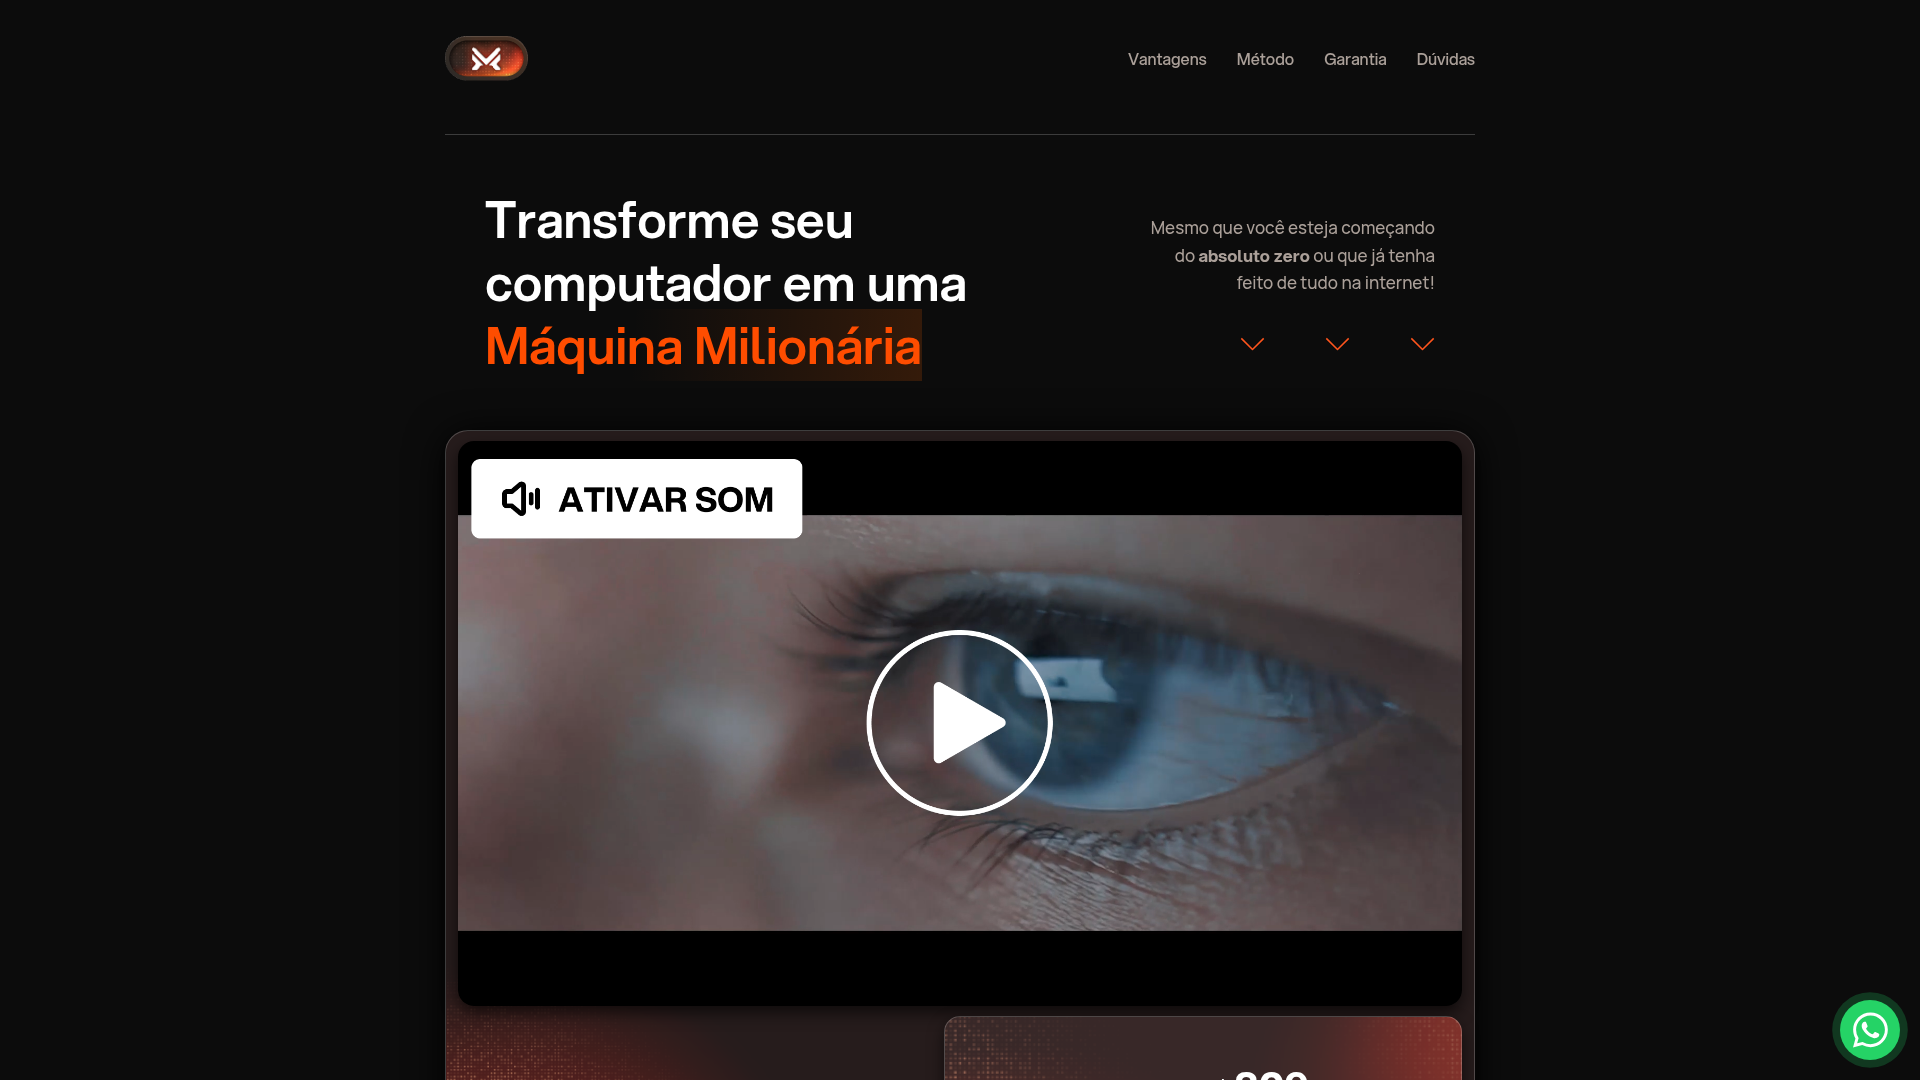 Vantagens
Método
Garantia
Dúvidas
Transforme seu
computador em uma
Máquina Milionária
Mesmo que você esteja começando
do absoluto zero ou que já tenha
feito de tudo na internet!
ATIVAR SOM